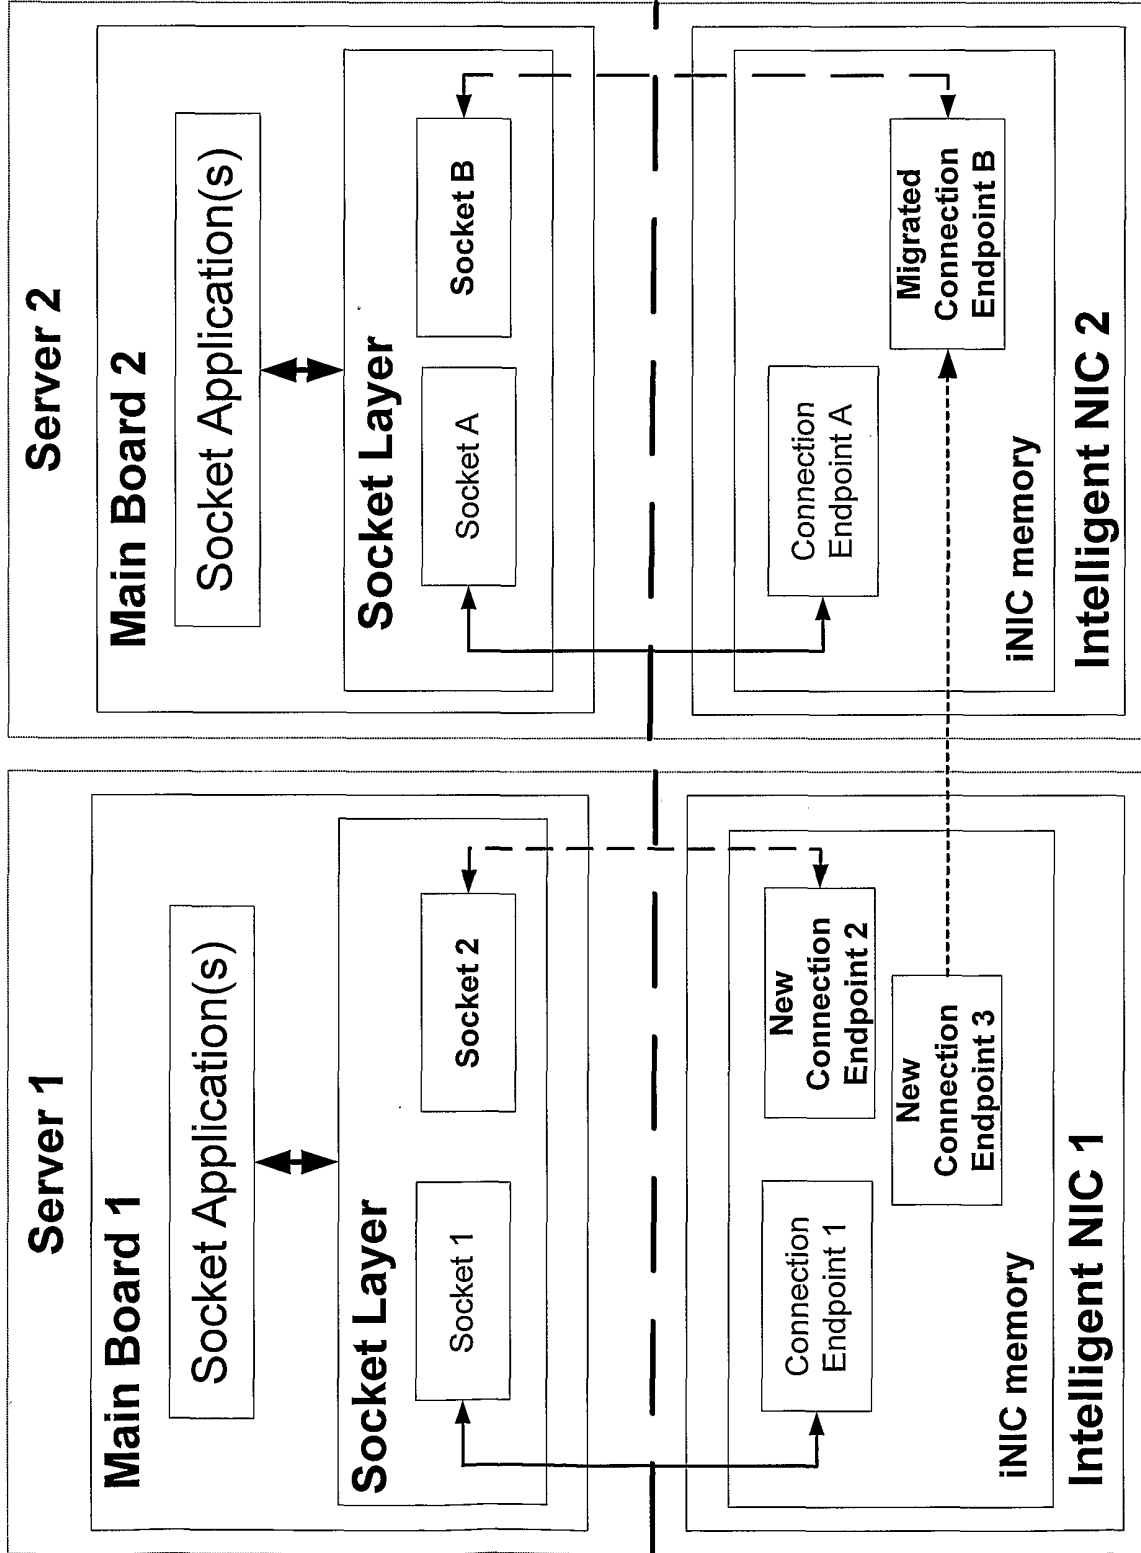 Server 1
Main Board 1
Socket Application(s)
Socket Layer
Socket 1
Socket 2
Connection
Endpoint 1
New
Connection
Endpoint 2
New
Connection
Endpoint 3
iNIC memory
Intelligent NIC 1
Server 2
Main Board 2
Socket Application(s)
Socket Layer
Socket A
Socket B
Connection
Endpoint A
Migrated
Connection
Endpoint B
iNIC memory
Intelligent NIC 2